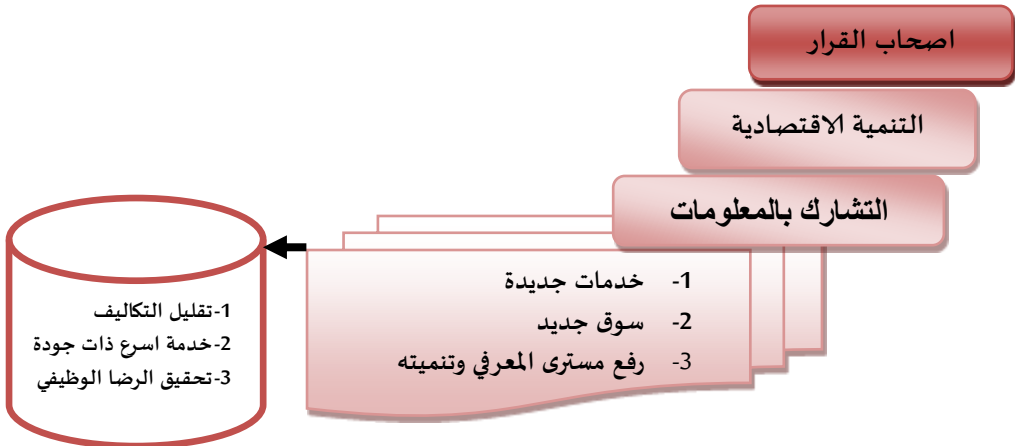 اصحاب القرار
التنمية الاقتصادية
التشارك بالمعلومات
1- خدمات جديدة
2- سوق جديد
3- رفع مسترى المعرفي وتنميته
1-تقليل التكاليف
2-خدمة اسرع ذات جودة
3-تحقيق الرضا الوظيفي